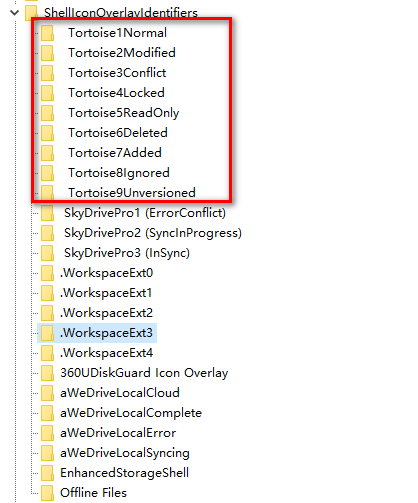 ShellIconOverlayIdentifiers
Tortoise1Normal
Tortoise2Modified
Tortoise3Conflict
Tortoise4Locked
Tortoise5ReadOnly
Tortoise6Deleted
Tortoise7Added
Tortoise8Ignored
Tortoise9Unversioned
SkyDrivePro1 (ErrorConflict)
SkyDrivePro2 (SyncInProgress)
SkyDrivePro3 (InSync)
.WorkspaceExt0
.WorkspaceExt1
.WorkspaceExt2
.WorkspaceExt3
.WorkspaceExt4
360UDiskGuard Icon Overlay
aWeDriveLocalCloud
aWeDriveLocalComplete
aWeDriveLocalError
aWeDriveLocalSyncing
EnhancedStorageShell
Offline Files